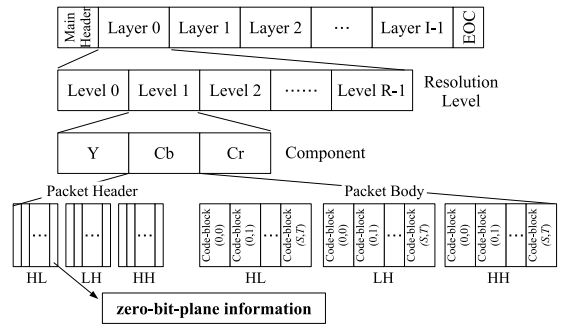 Main Header Layer 0 Layer 1 Layer 2 ··· Layer I-1 EOC
Level 0 Level 1 Level 2 ······ Level R-1 Resolution Level
Y Cb Cr Component
Packet Header Packet Body
··· ··· ··· Code-block (0,0) Code-block (0,1) ··· Code-block (S,T) Code-block (0,0) Code-block (0,1) ··· Code-block (S,T) Code-block (0,0) Code-block (0,1) ··· Code-block (S,T)
HL LH HH HL LH HH
zero-bit-plane information